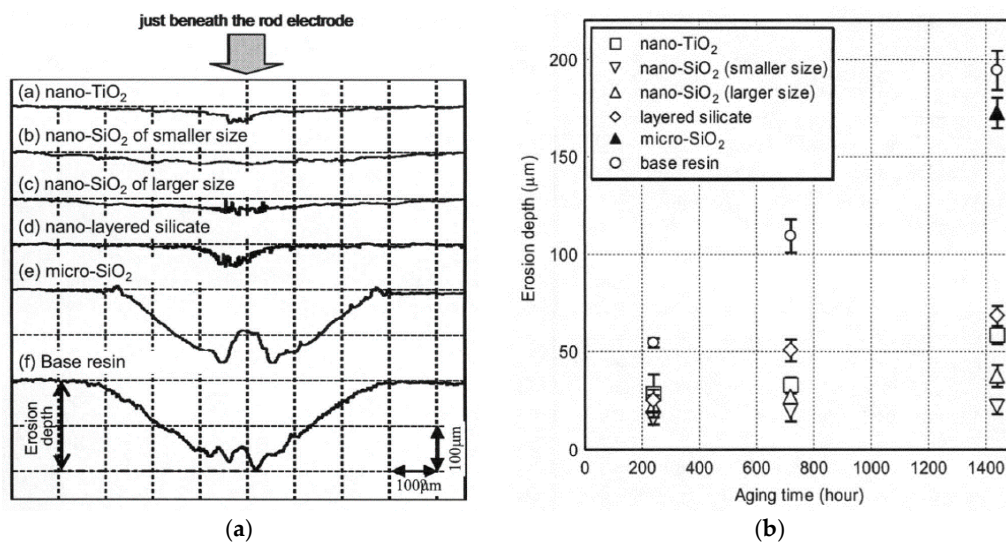 just beneath the rod electrode
(a) nano-TiO₂
(b) nano-SiO₂ of smaller size
(c) nano-SiO₂ of larger size
(d) nano-layered silicate
(e) micro-SiO₂
(f) Base resin
Erosion depth
100μm
1000μm
(a)
200
150
100
50
0
Erosion depth (μm)
nano-TiO₂
nano-SiO₂ (smaller size)
nano-SiO₂ (larger size)
layered silicate
micro-SiO₂
base resin
0 200 400 600 800 1000 1200 1400
Aging time (hour)
(b)